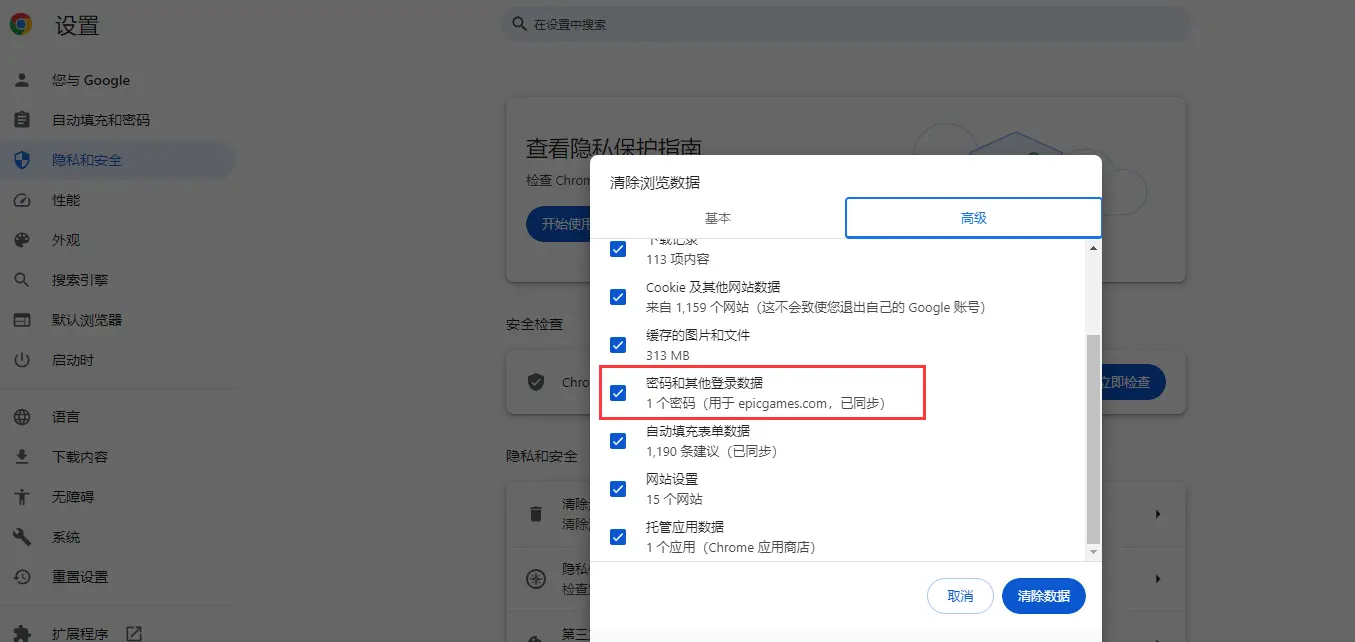 设置
在设置中搜索
您与 Google
自动填充和密码
隐私和安全
性能
外观
搜索引擎
默认浏览器
启动时
语言
下载内容
无障碍
系统
重置设置
扩展程序
查看隐私保护指南
检查 Chrom
开始使用
安全检查
Chro
立即检查
隐私和安全
清除
清除
隐私
检查
第三
清除浏览数据
基本
高级
下载记录
113 项内容
Cookie 及其他网站数据
来自 1,159 个网站（这不会致使您退出自己的 Google 账号）
缓存的图片和文件
313 MB
密码和其他登录数据
1 个密码（用于 epicgames.com，已同步）
自动填充表单数据
1,190 条建议（已同步）
网站设置
15 个网站
托管应用数据
1 个应用（Chrome 应用商店）
取消
清除数据